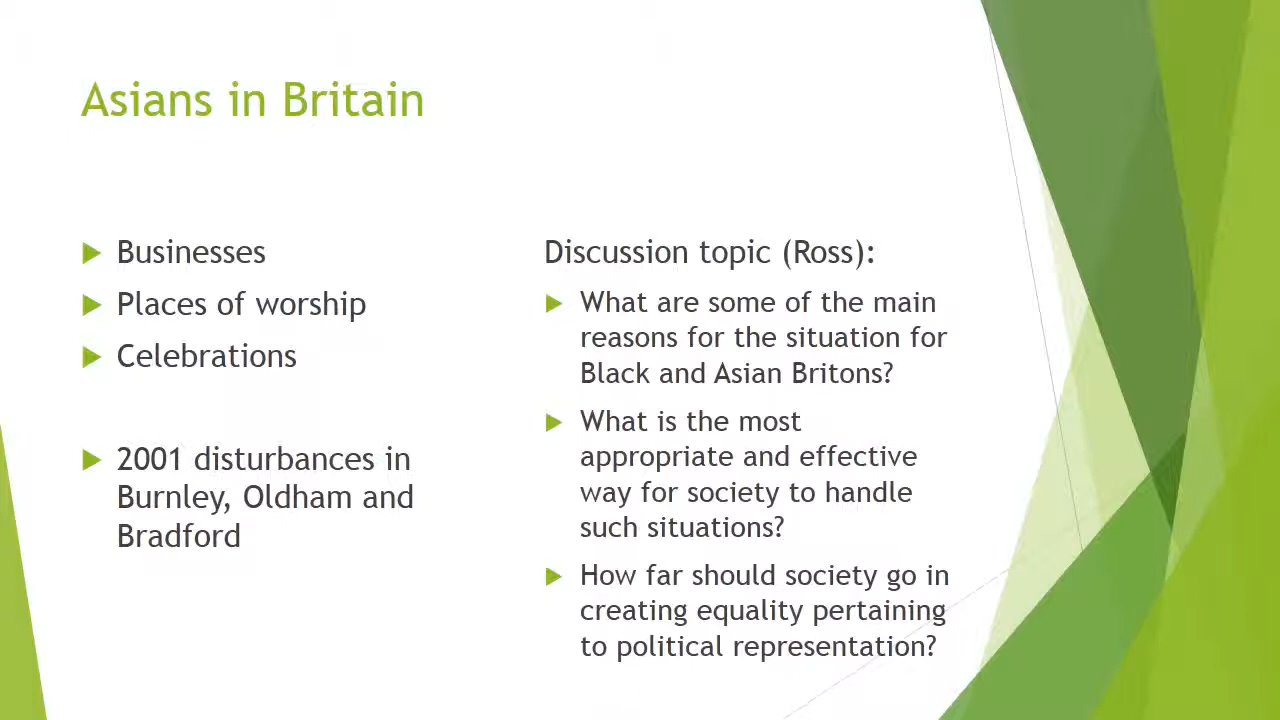 Asians in Britain
Businesses
Places of worship
Celebrations
2001 disturbances in
Burnley, Oldham and
Bradford
Discussion topic (Ross):
What are some of the main
reasons for the situation for
Black and Asian Britons?
What is the most
appropriate and effective
way for society to handle
such situations?
How far should society go in
creating equality pertaining
to political representation?